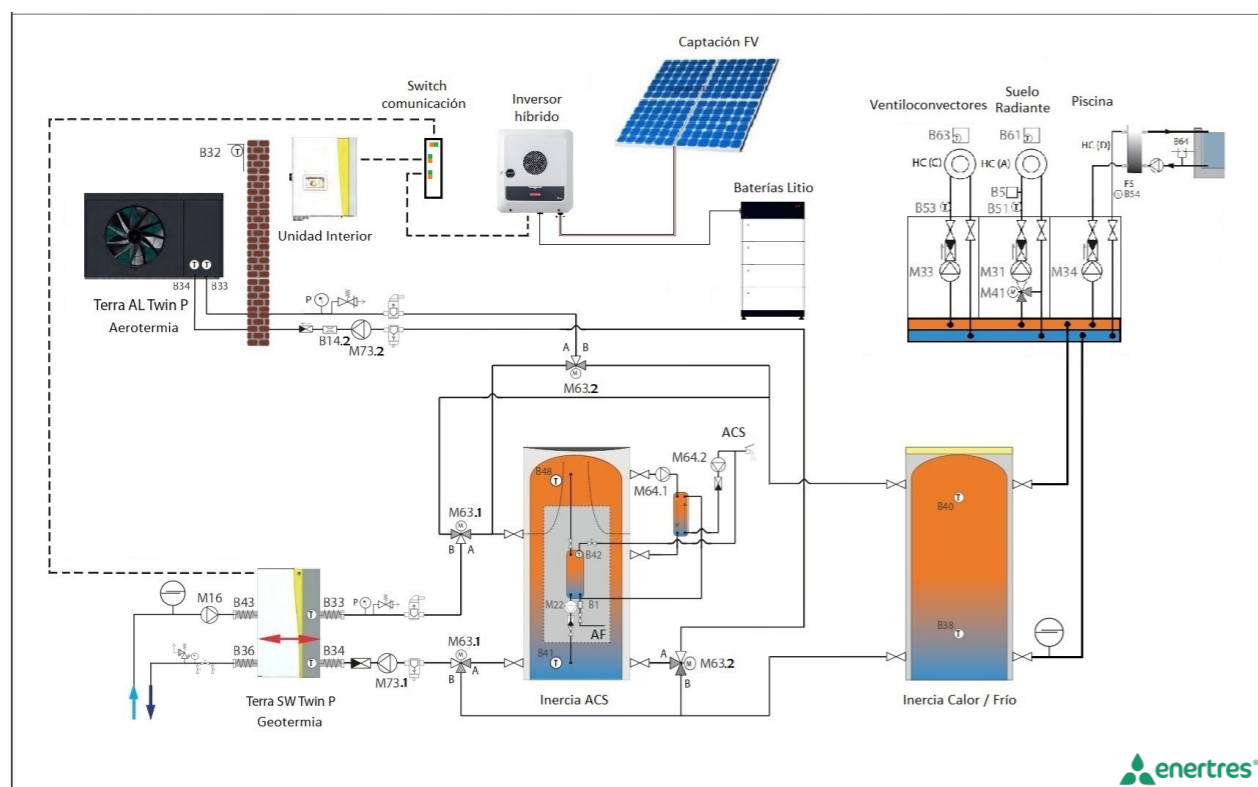 Captación FV
Switch
comunicación
Inversor
híbrido
Suelo
Radiante
Ventiloconvectores
Piscina
B32
T
B63
T
B61
T
B64
HC (C)
HC (A)
HC (D)
F5
B54
B5
B53
T
B51
T
Unidad Interior
Baterías Litio
T
T
B34
B33
Terra AL Twin P
Aerotermia
P
B14.2
M73.2
M33
M31
M34
M41
M
A
B
M
M63.2
ACS
M64.2
M64.1
B48
T
B40
T
M63.1
M
B
A
B42
T
M22
B1
AF
M16
B43
B33
T
P
B36
B34
T
M73.1
M63.1
M
A
B
B41
T
A
M
M63.2
B
B38
T
Terra SW Twin P
Geotermia
Inercia ACS
Inercia Calor / Frío
enertres®